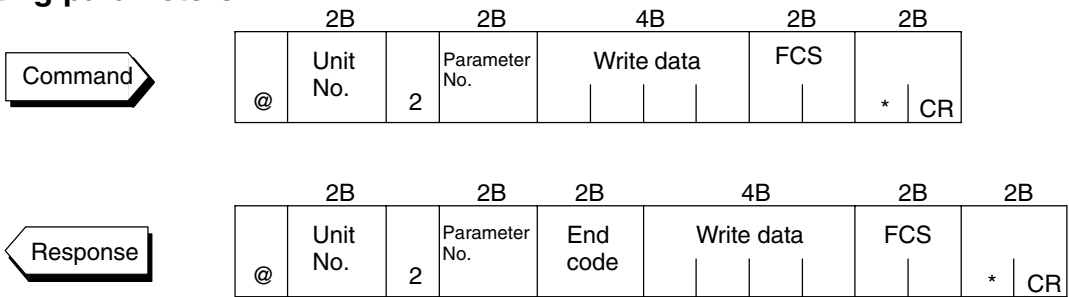 2B 2B 4B 2B 2B
Command
Unit No. Parameter No. Write data FCS
@ 2 * CR
2B 2B 2B 4B 2B 2B
Response
Unit No. Parameter No. End code Write data FCS
@ 2 * CR